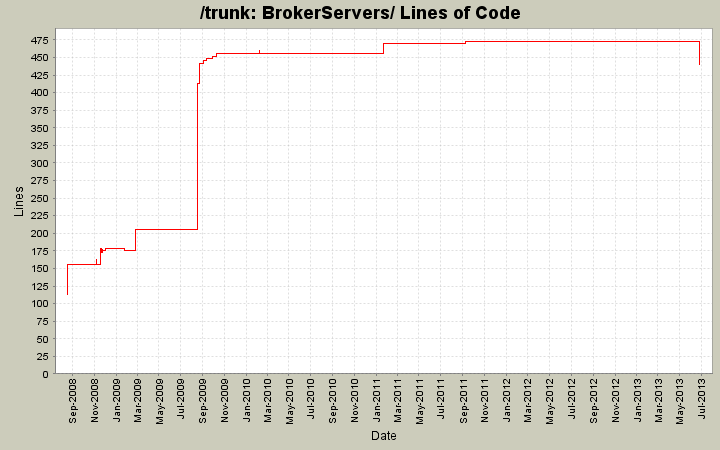 /trunk: BrokerServers/ Lines of Code
Lines
475
450
425
400
375
350
325
300
275
250
225
200
175
150
125
100
75
50
25
0
Sep-2008
Nov-2008
Jan-2009
Mar-2009
May-2009
Jul-2009
Sep-2009
Nov-2009
Jan-2010
Mar-2010
May-2010
Jul-2010
Sep-2010
Nov-2010
Jan-2011
Mar-2011
May-2011
Jul-2011
Sep-2011
Nov-2011
Jan-2012
Mar-2012
May-2012
Jul-2012
Sep-2012
Nov-2012
Jan-2013
Mar-2013
May-2013
Jul-2013
Date